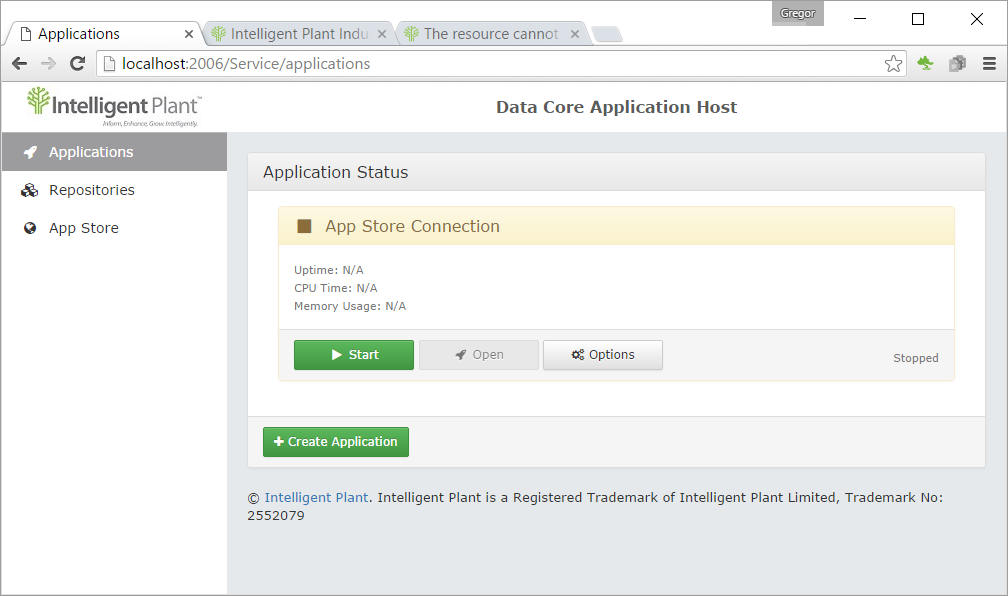 Gregor
Applications
Intelligent Plant Indu
The resource cannot
localhost:2006/Service/applications
Intelligent Plant™
Inform, Enhance, Grow. Intelligently.
Data Core Application Host
Applications
Repositories
App Store
Application Status
App Store Connection
Uptime: N/A
CPU Time: N/A
Memory Usage: N/A
Start Open Options Stopped
Create Application
© Intelligent Plant. Intelligent Plant is a Registered Trademark of Intelligent Plant Limited, Trademark No:
2552079